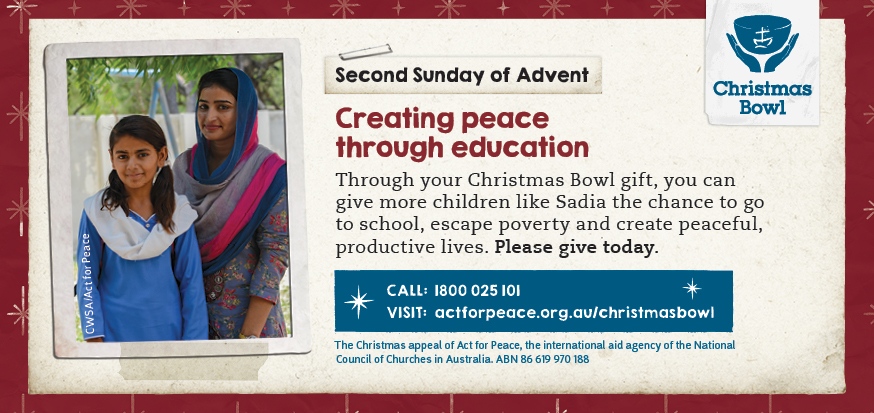 Christmas
Bowl
Second Sunday of Advent
Creating peace
through education
Through your Christmas Bowl gift, you can
give more children like Sadia the chance to go
to school, escape poverty and create peaceful,
productive lives. Please give today.
CALL: 1800 025 101
VISIT: actforpeace.org.au/christmasbowl
The Christmas appeal of Act for Peace, the international aid agency of the National
Council of Churches in Australia. ABN 86 619 970 188
CWSA/Act for Peace